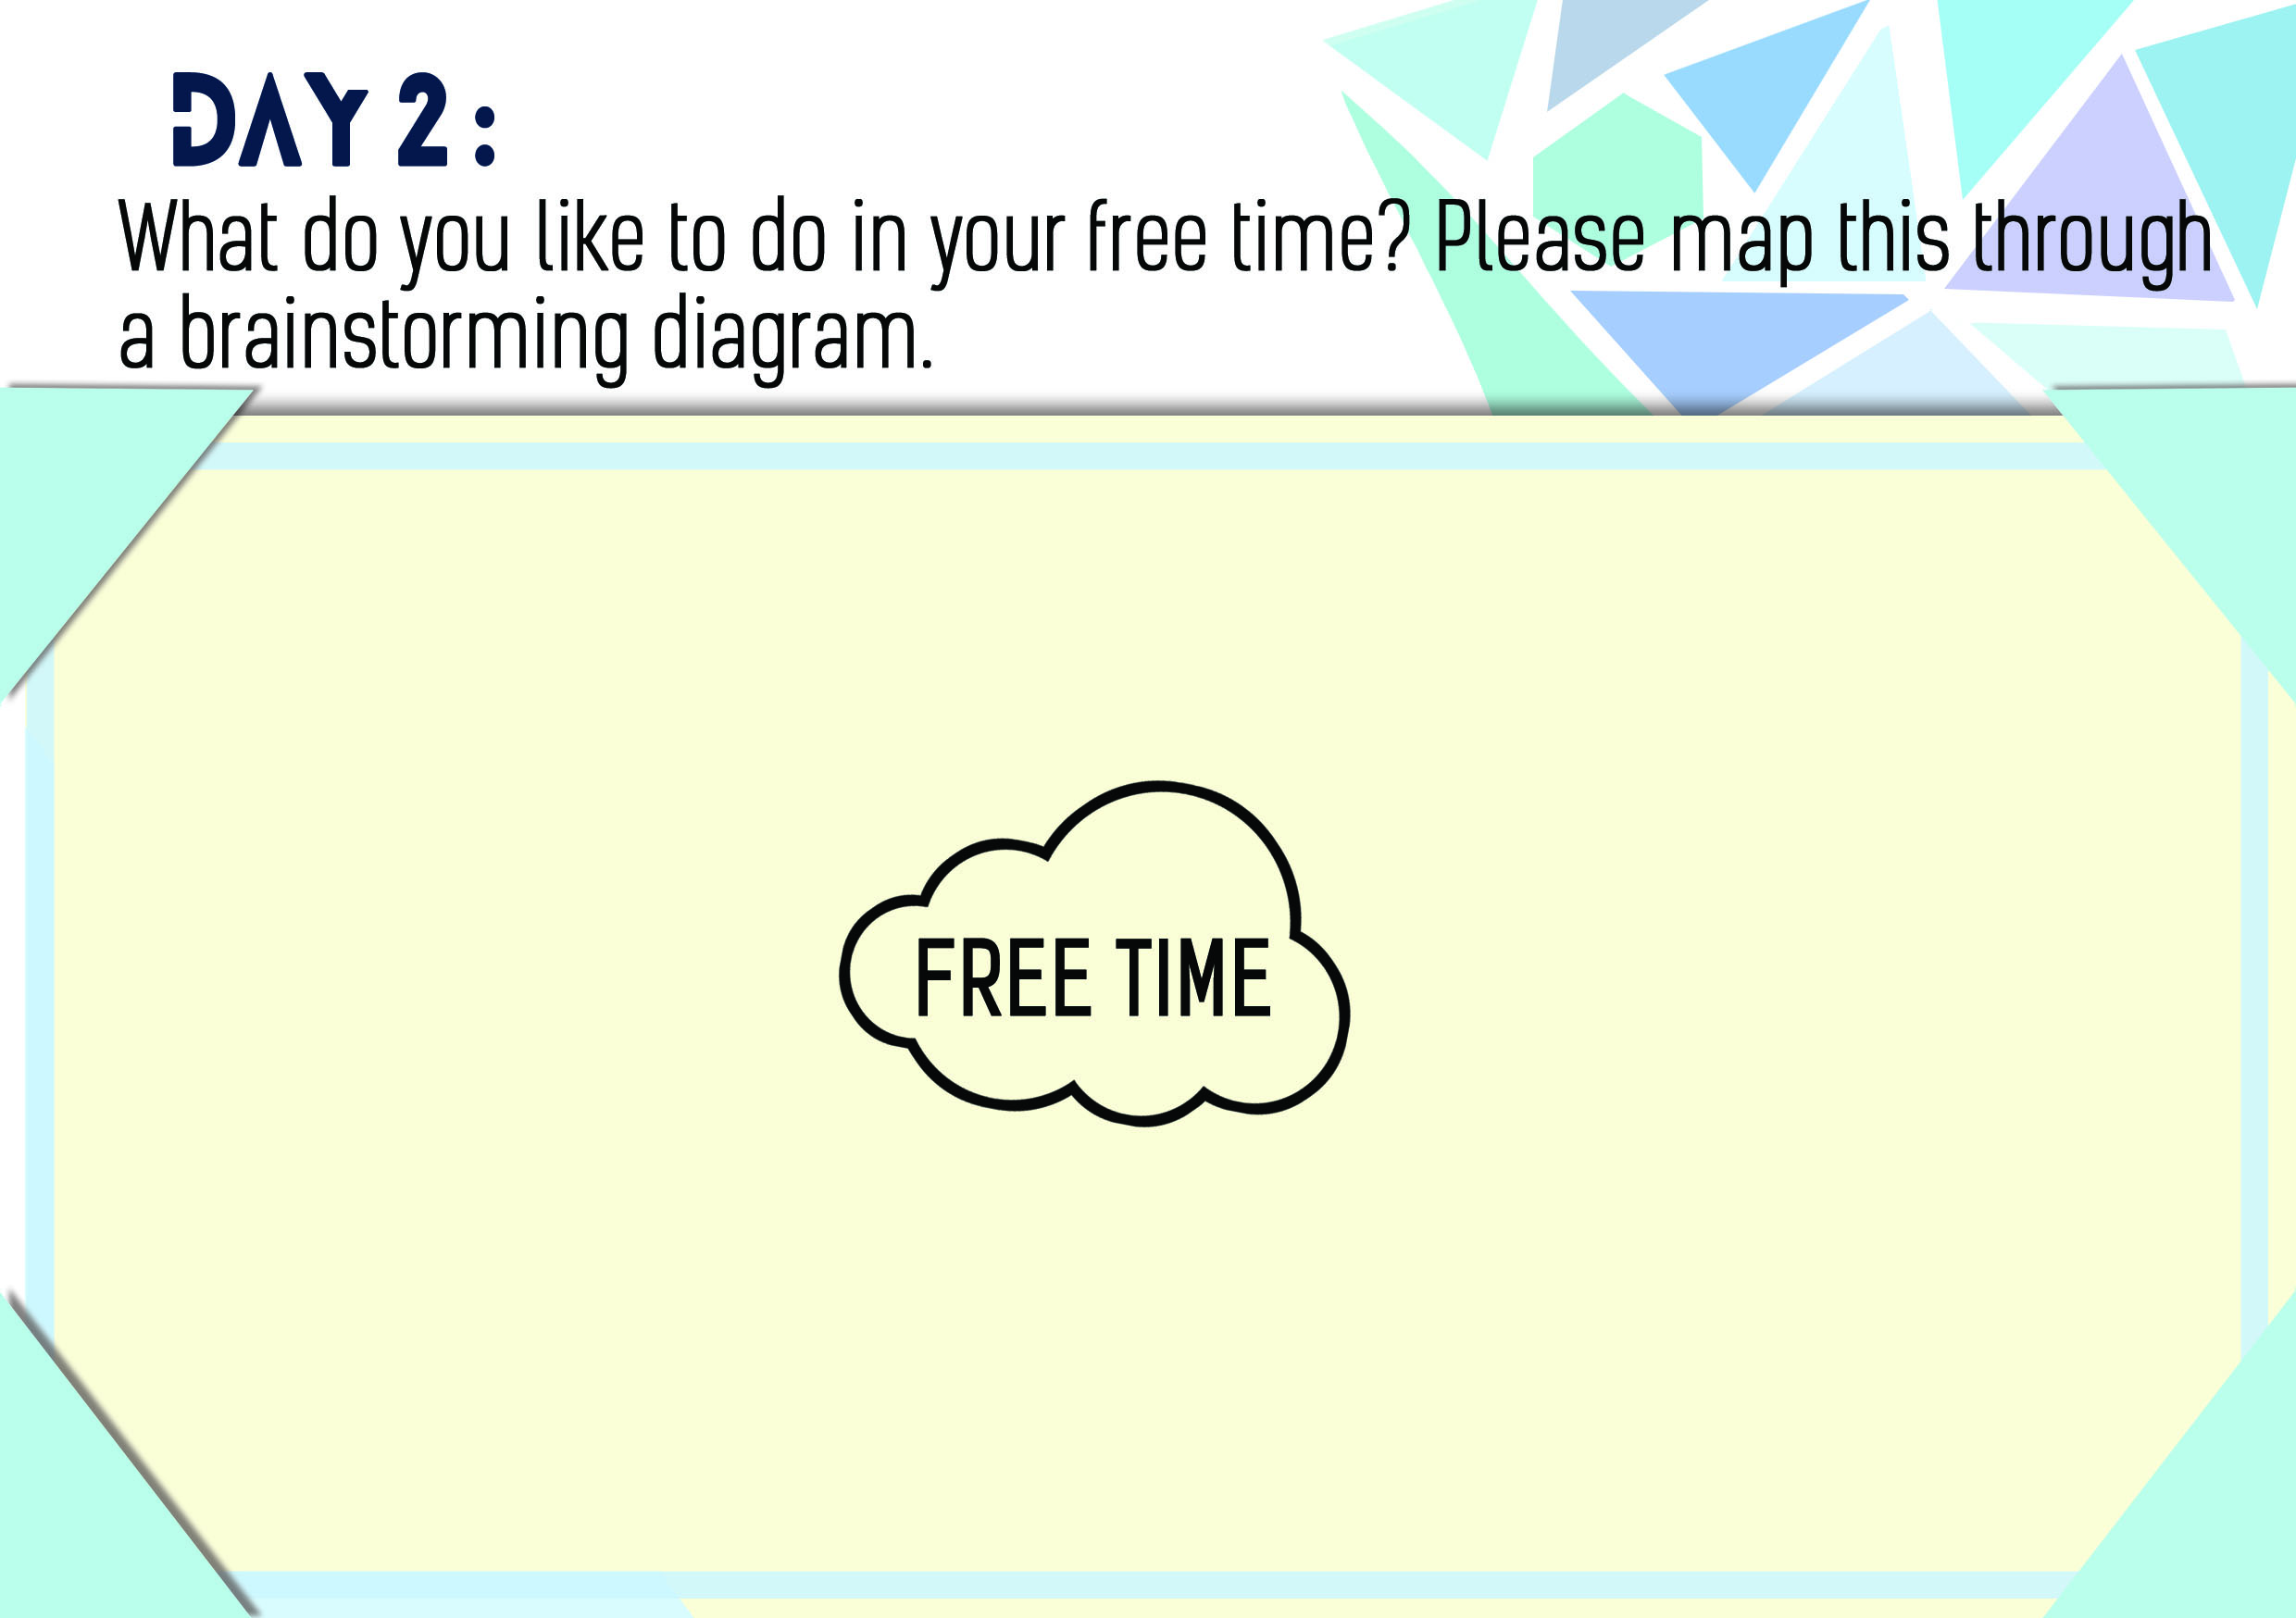 DAY 2 :
What do you like to do in your free time? Please map this through
a brainstorming diagram.
FREE TIME